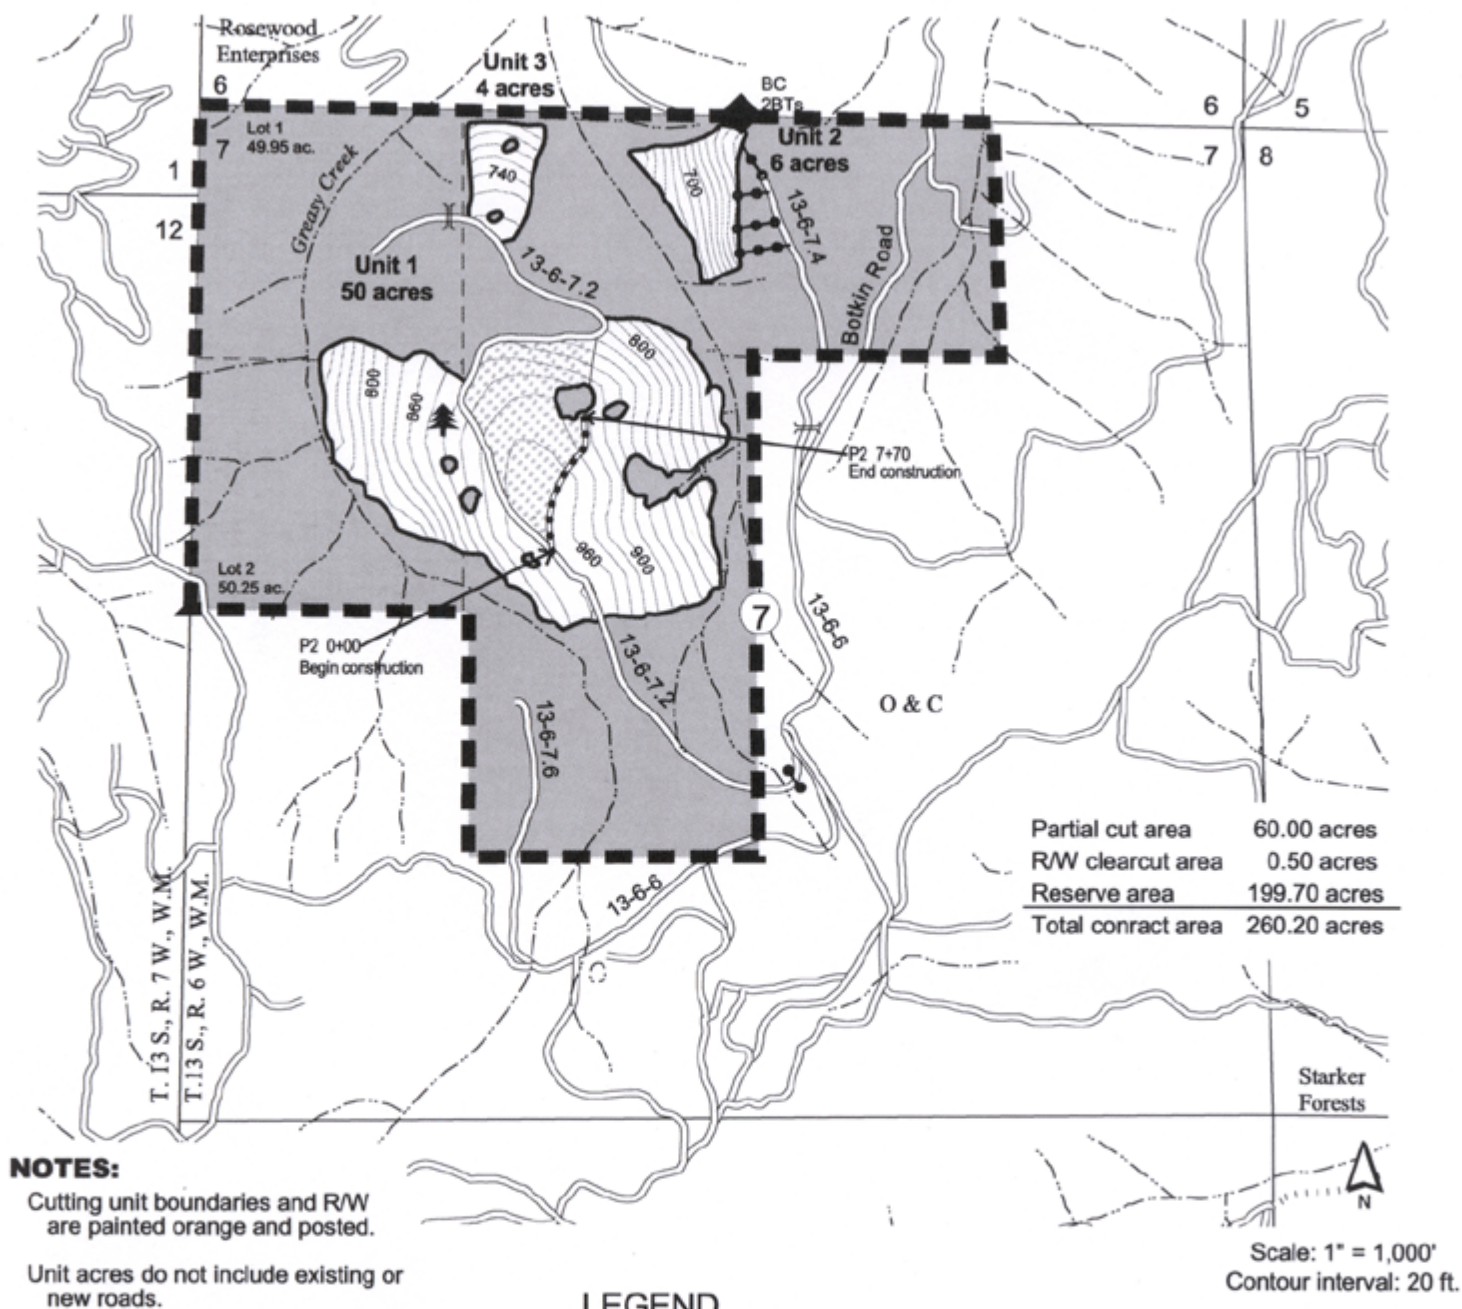 Rosewood
Enterprises
Unit 3
4 acres
BC
2BTs
6
6
5
Lot 1
49.95 ac.
7
7
8
1
12
Greasy Creek
740
700
Unit 2
6 acres
13-6-7.4
Botkin Road
Unit 1
50 acres
13-6-7.2
800
860
800
P2 7+70
End construction
960
900
Lot 2
50.25 ac.
7
P2 0+00
Begin construction
13-6-7.2
13-6-6
O & C
13-6-7.6
13-6-6
Partial cut area 60.00 acres
R/W clearcut area 0.50 acres
Reserve area 199.70 acres
Total conract area 260.20 acres
T. 13 S., R. 7 W., W.M.
T.13 S., R. 6 W., W.M.
Starker
Forests
N
NOTES:
Cutting unit boundaries and R/W
are painted orange and posted.
Unit acres do not include existing or
new roads.
Scale: 1" = 1,000'
Contour interval: 20 ft.
LEGEND